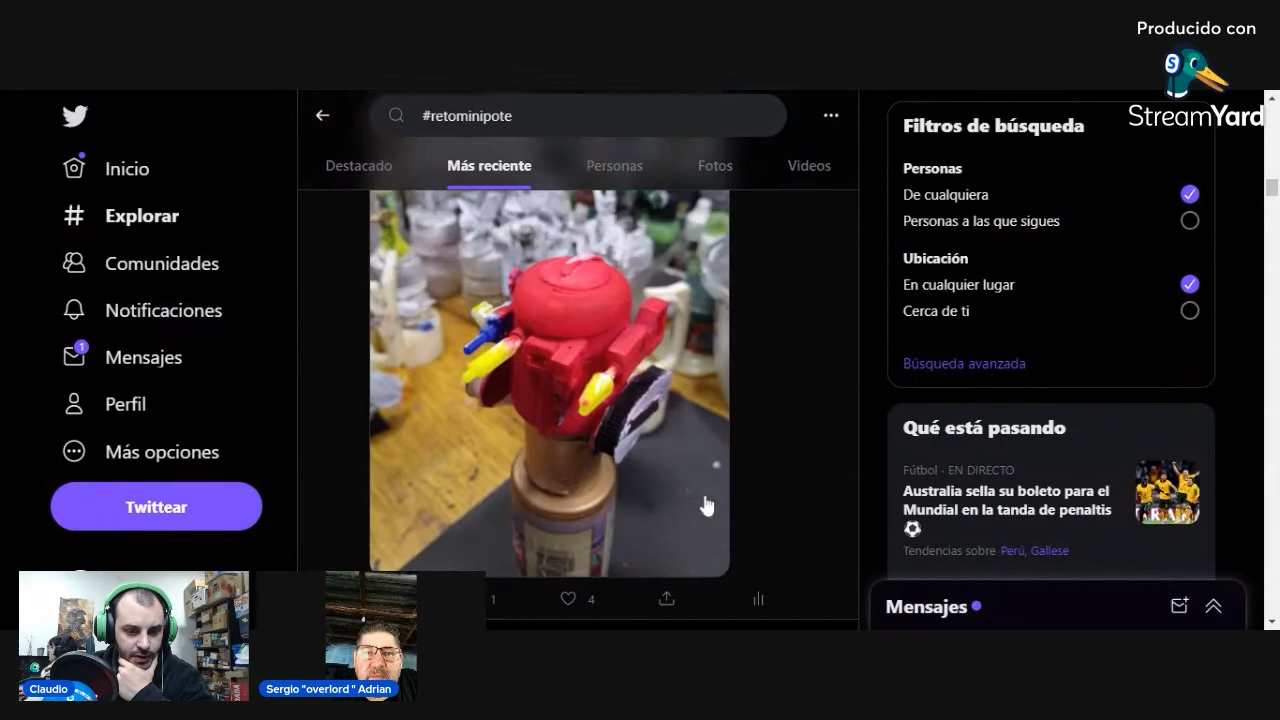 Producido con
StreamYard
#retominipote
Destacado
Más reciente
Personas
Fotos
Videos
Inicio
Explorar
Comunidades
Notificaciones
1
Mensajes
Perfil
Más opciones
Twittear
1
4
Filtros de búsqueda
Personas
De cualquiera
Personas a las que sigues
Ubicación
En cualquier lugar
Cerca de ti
Búsqueda avanzada
Qué está pasando
Fútbol · EN DIRECTO
Australia sella su boleto para el
Mundial en la tanda de penaltis
Tendencias sobre Perú, Gallese
Mensajes
Claudio
Sergio "overlord " Adrian